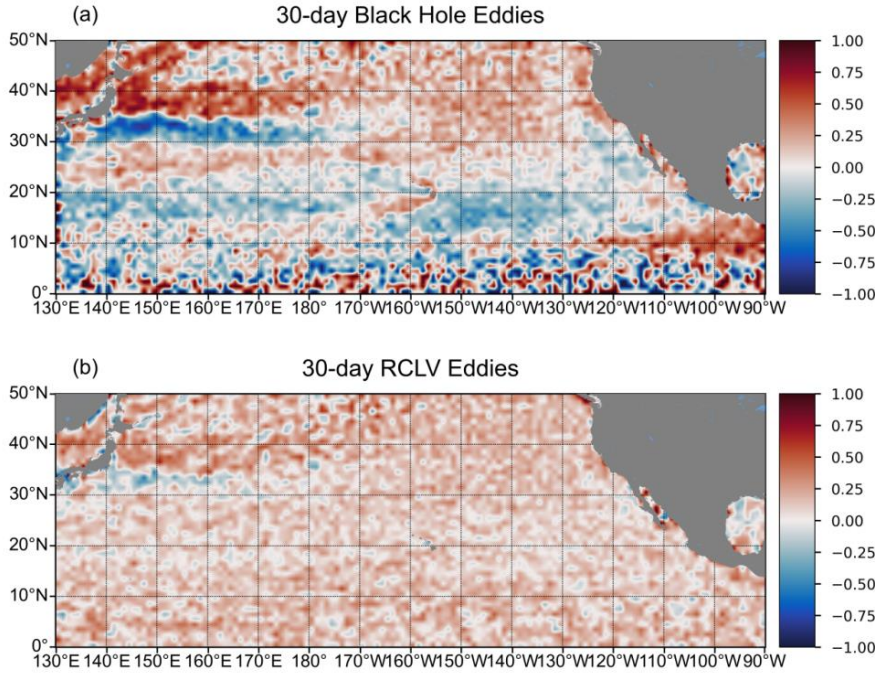 (a)
30-day Black Hole Eddies
50°N
40°N
30°N
20°N
10°N
0°
130°E 140°E 150°E 160°E 170°E 180° 170°W 160°W 150°W 140°W 130°W 120°W 110°W 100°W 90°W
1.00
0.75
0.50
0.25
0.00
−0.25
−0.50
−0.75
−1.00
(b)
30-day RCLV Eddies
50°N
40°N
30°N
20°N
10°N
0°
130°E 140°E 150°E 160°E 170°E 180° 170°W 160°W 150°W 140°W 130°W 120°W 110°W 100°W 90°W
1.00
0.75
0.50
0.25
0.00
−0.25
−0.50
−0.75
−1.00